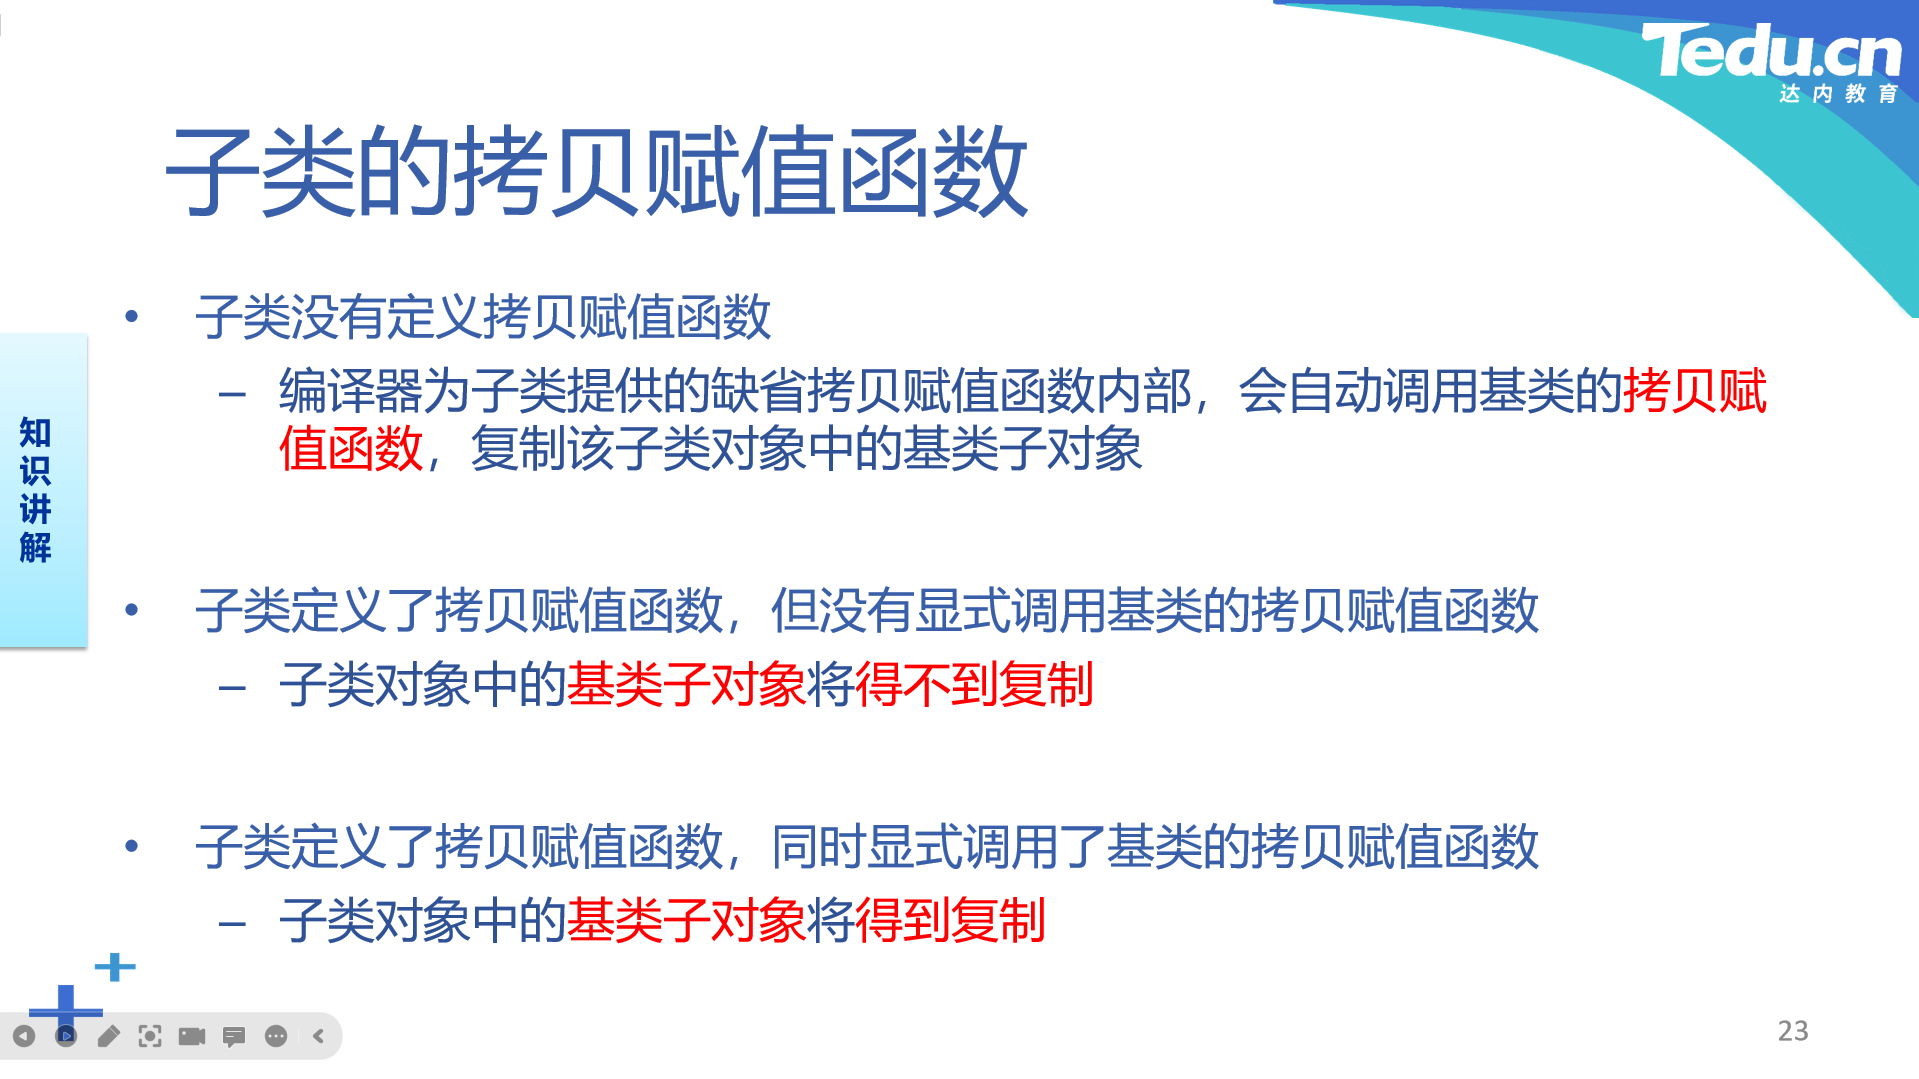 Tedu.cn
达内教育
子类的拷贝赋值函数
• 子类没有定义拷贝赋值函数
– 编译器为子类提供的缺省拷贝赋值函数内部，会自动调用基类的拷贝赋
值函数，复制该子类对象中的基类子对象
知
识
讲
解
• 子类定义了拷贝赋值函数，但没有显式调用基类的拷贝赋值函数
– 子类对象中的基类子对象将得不到复制
• 子类定义了拷贝赋值函数，同时显式调用了基类的拷贝赋值函数
– 子类对象中的基类子对象将得到复制
23